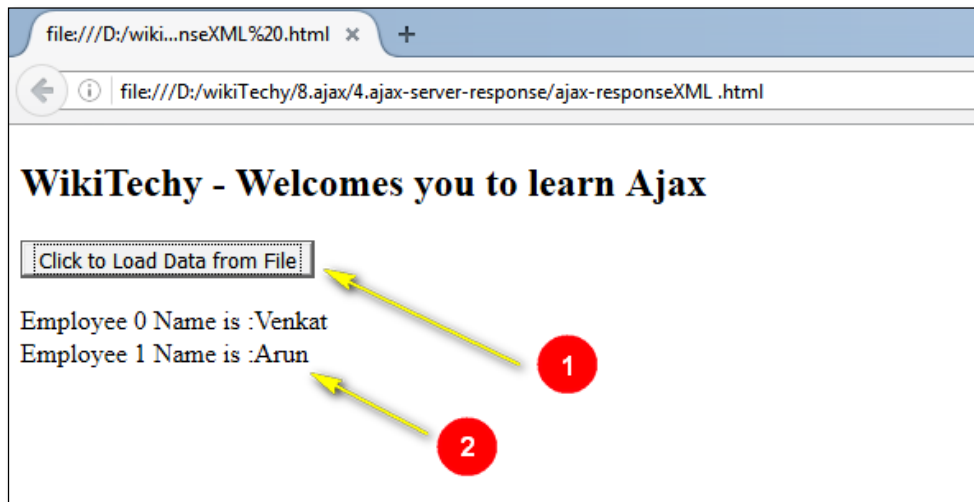 file:///D:/wiki...nseXML%20.html
file:///D:/wikiTechy/8.ajax/4.ajax-server-response/ajax-responseXML .html
WikiTechy - Welcomes you to learn Ajax
Click to Load Data from File
Employee 0 Name is :Venkat
Employee 1 Name is :Arun
1
2